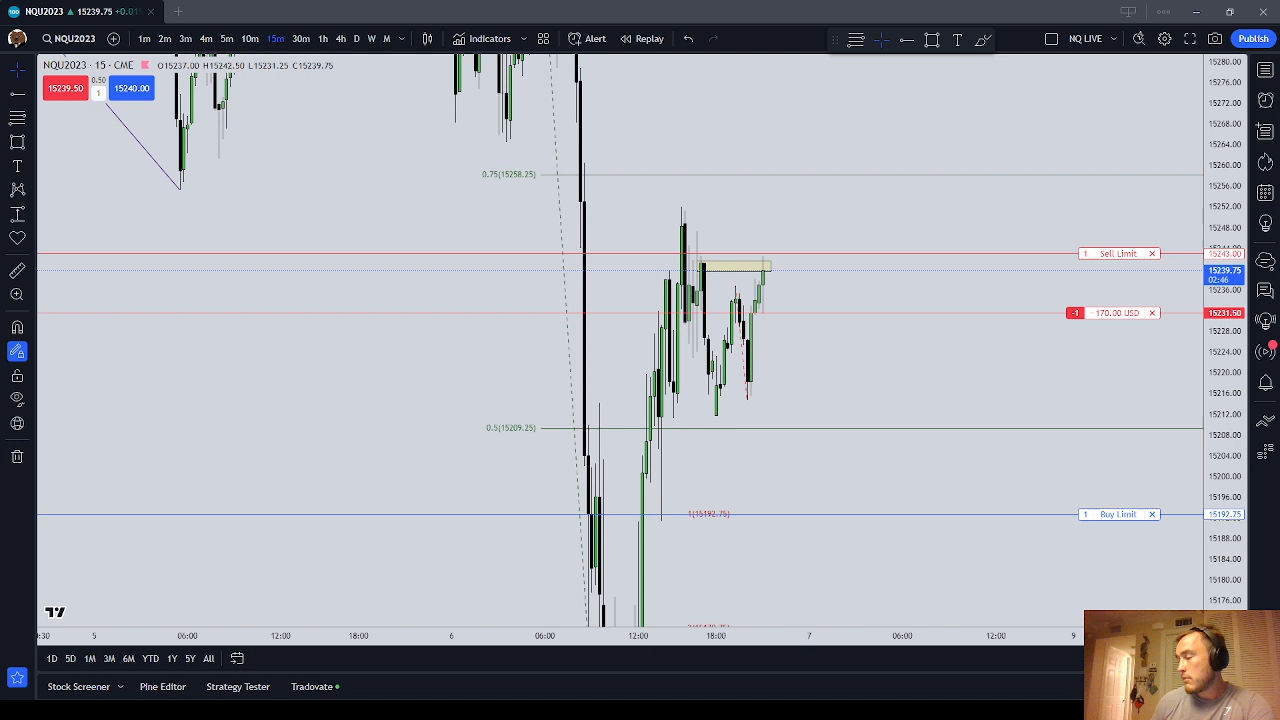 NQU2023 ▲ 15239.75 +0.01
NQU2023 1m 2m 3m 4m 5m 10m 15m 30m 1h 4h D W M Indicators Alert Replay NQ LIVE Publish
NQU2023 · 15 · CME O15237.00 H15242.50 L15231.25 C15239.75
15239.50 0.50 1 15240.00
15280.00
15276.00
15272.00
15268.00
15264.00
15260.00
0.75(15258.25)
15256.00
15252.00
15248.00
1 Sell Limit 15243.00
15239.75
02:46
15236.00
-1 -170.00 USD 15231.50
15228.00
15224.00
15220.00
15216.00
15212.00
0.5(15209.25)
15208.00
15204.00
15200.00
15196.00
1(15192.75) 1 Buy Limit 15192.75
15188.00
15184.00
15180.00
15176.00
:30 5 06:00 12:00 18:00 6 06:00 12:00 18:00 7 06:00 12:00 9
1D 5D 1M 3M 6M YTD 1Y 5Y All
Stock Screener Pine Editor Strategy Tester Tradovate